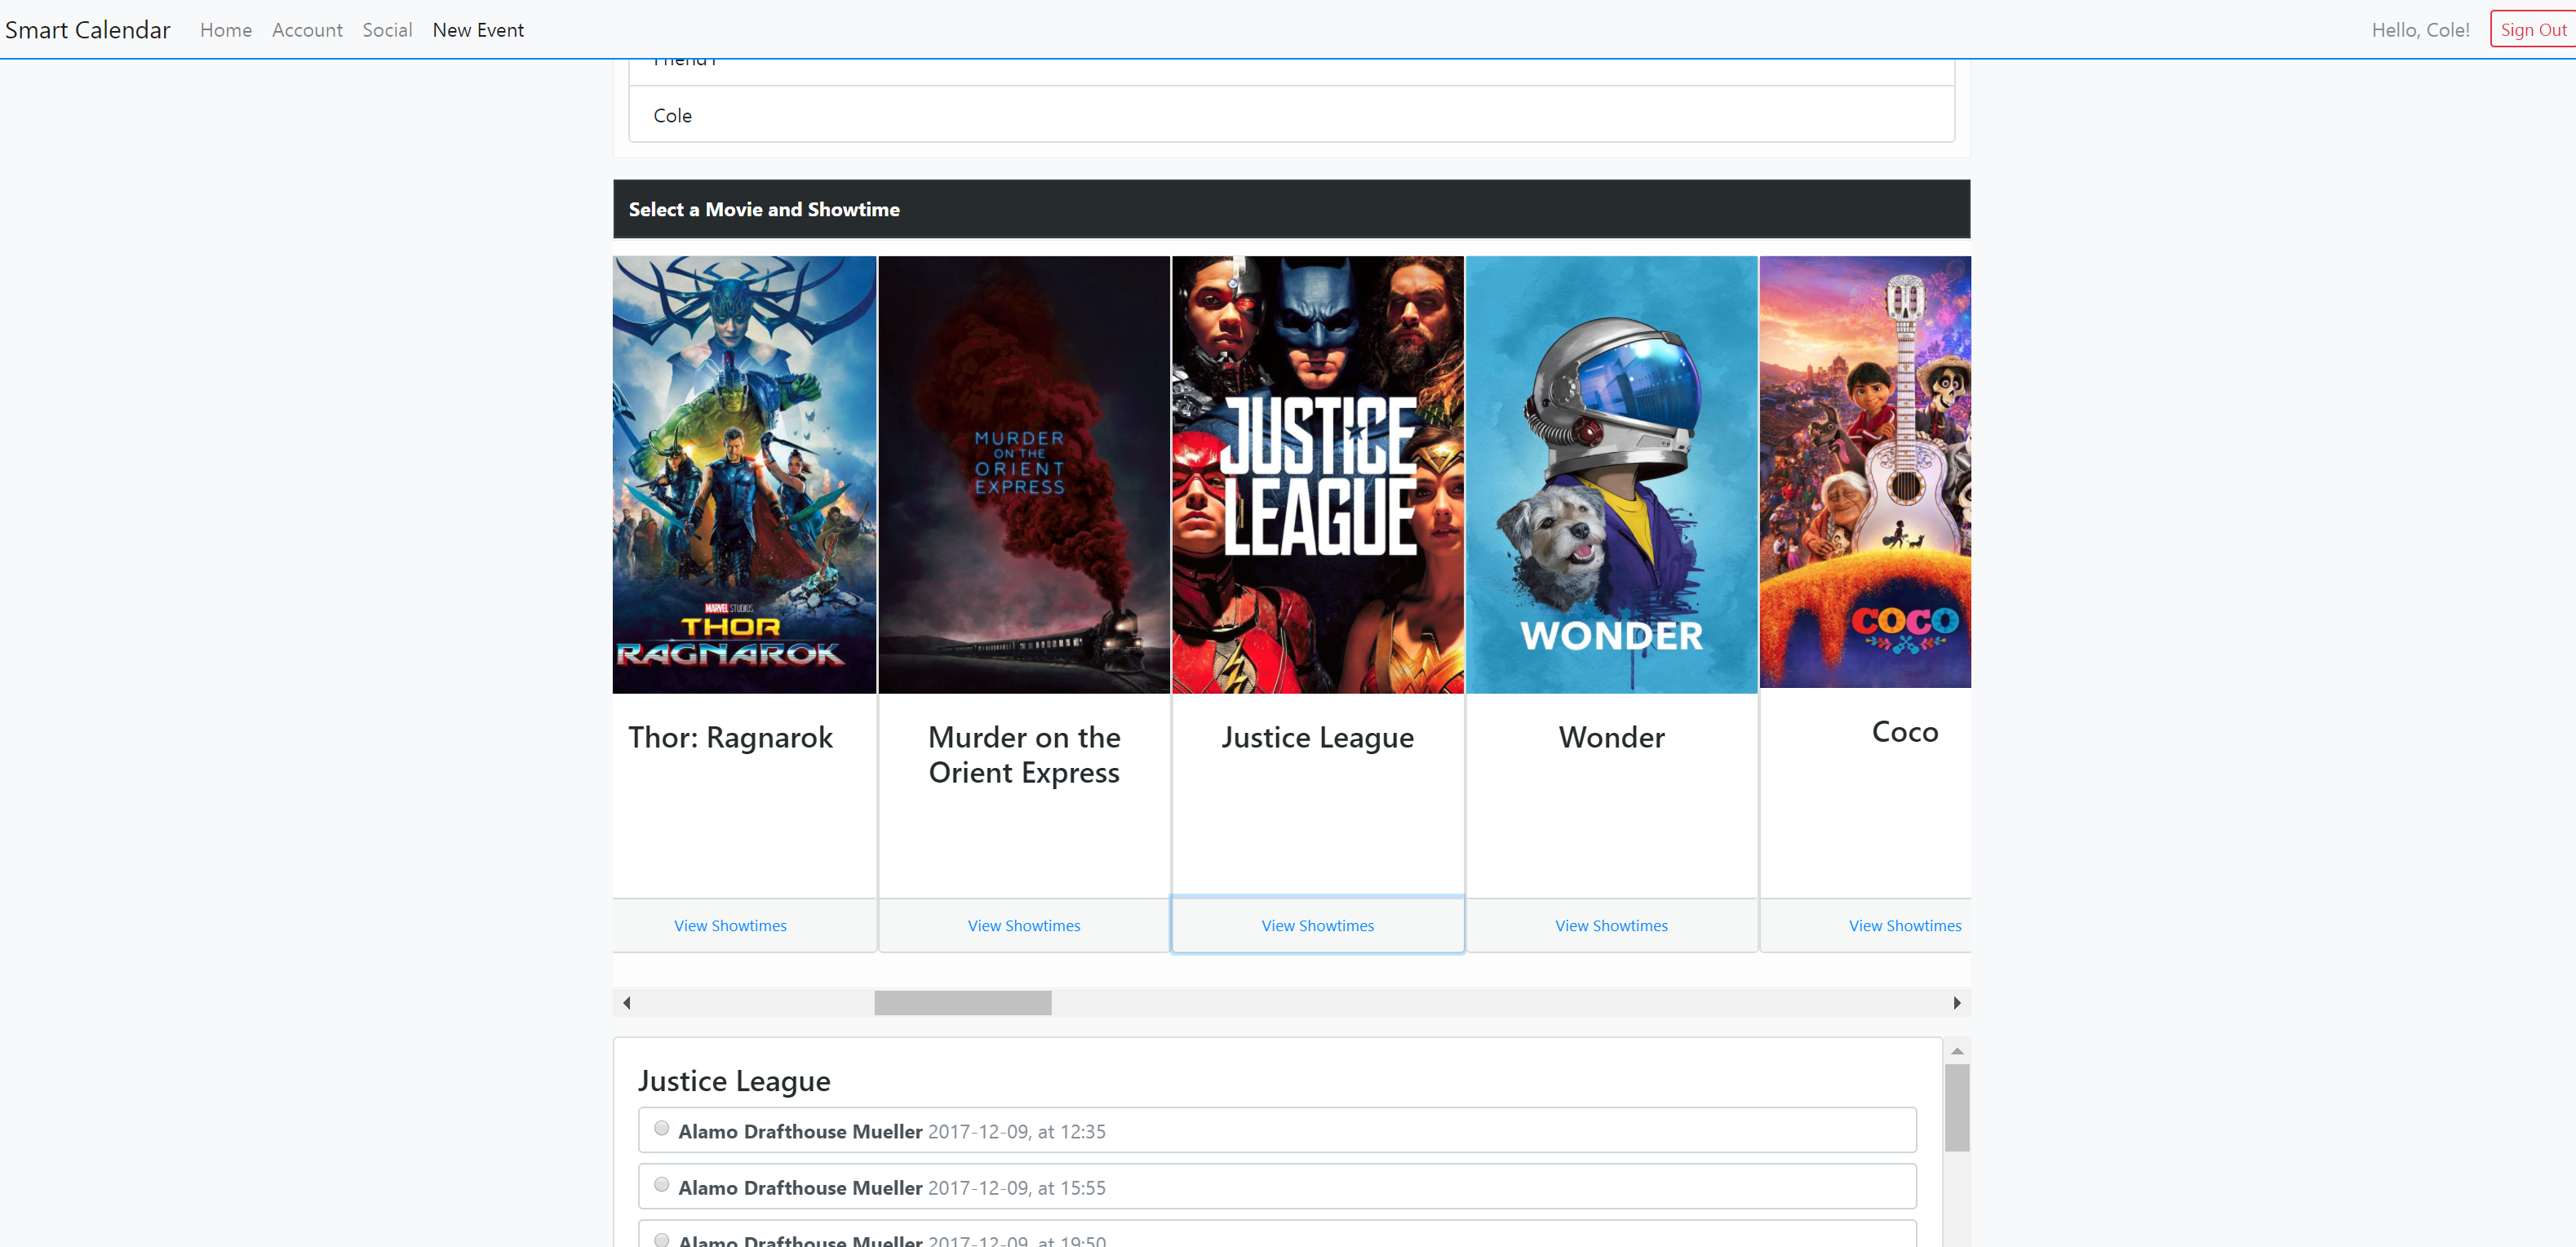 Smart Calendar Home Account Social New Event Hello, Cole! Sign Out
Cole
Select a Movie and Showtime
MARVEL STUDIOS
THOR
RAGNAROK
MURDER
ON THE
ORIENT
EXPRESS
JUSTICE
LEAGUE
WONDER
COCO
Thor: Ragnarok
Murder on the
Orient Express
Justice League
Wonder
Coco
View Showtimes
View Showtimes
View Showtimes
View Showtimes
View Showtimes
Justice League
Alamo Drafthouse Mueller 2017-12-09, at 12:35
Alamo Drafthouse Mueller 2017-12-09, at 15:55
Alamo Drafthouse Mueller 2017-12-09, at 19:50